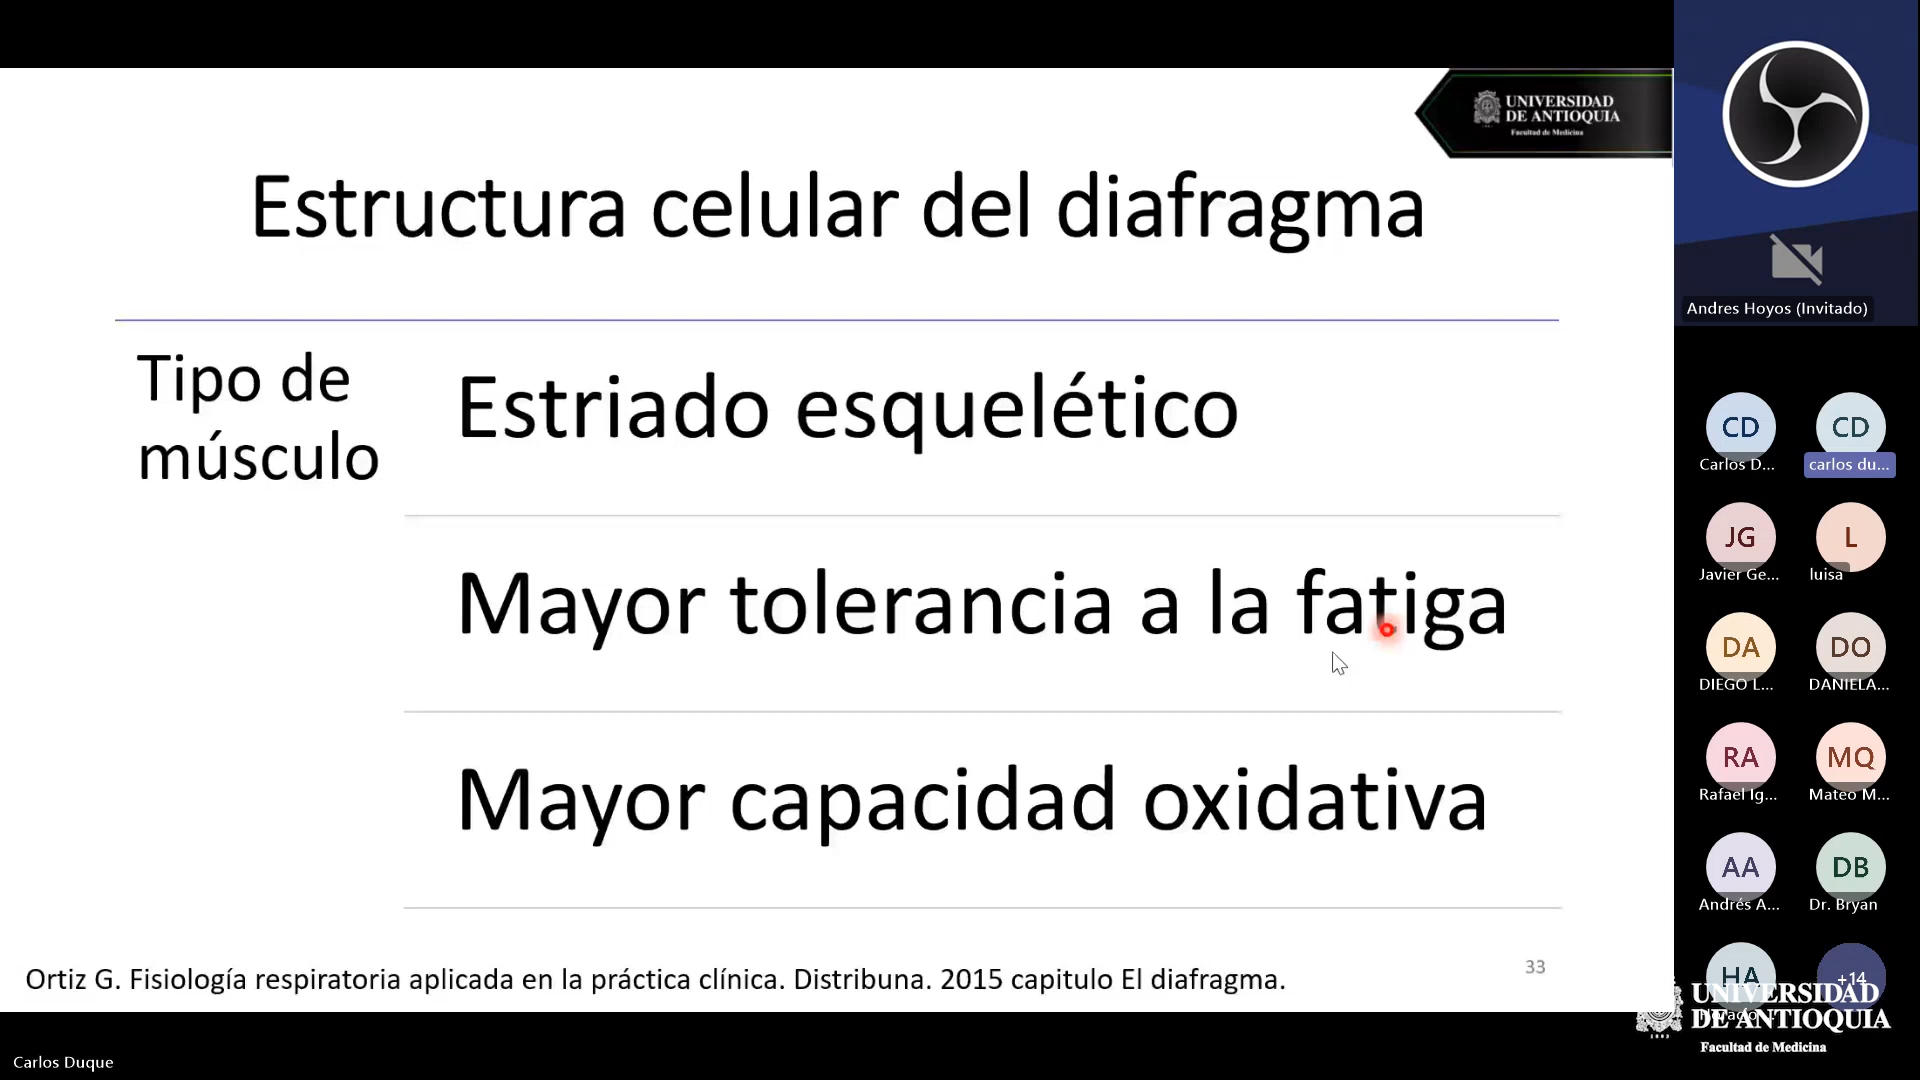 UNIVERSIDAD
DE ANTIOQUIA
Facultad de Medicina
Estructura celular del diafragma
Tipo de
músculo
Estriado esquelético
Mayor tolerancia a la fatiga
Mayor capacidad oxidativa
Ortiz G. Fisiología respiratoria aplicada en la práctica clínica. Distribuna. 2015 capitulo El diafragma.
33
Carlos Duque
Andres Hoyos (Invitado)
CD
Carlos D...
CD
carlos du...
JG
Javier Ge...
L
luisa
DA
DIEGO L...
DO
DANIELA...
RA
Rafael Ig...
MQ
Mateo M...
AA
Andrés A...
DB
Dr. Bryan
HA
+14
UNIVERSIDAD
DE ANTIOQUIA
Facultad de Medicina